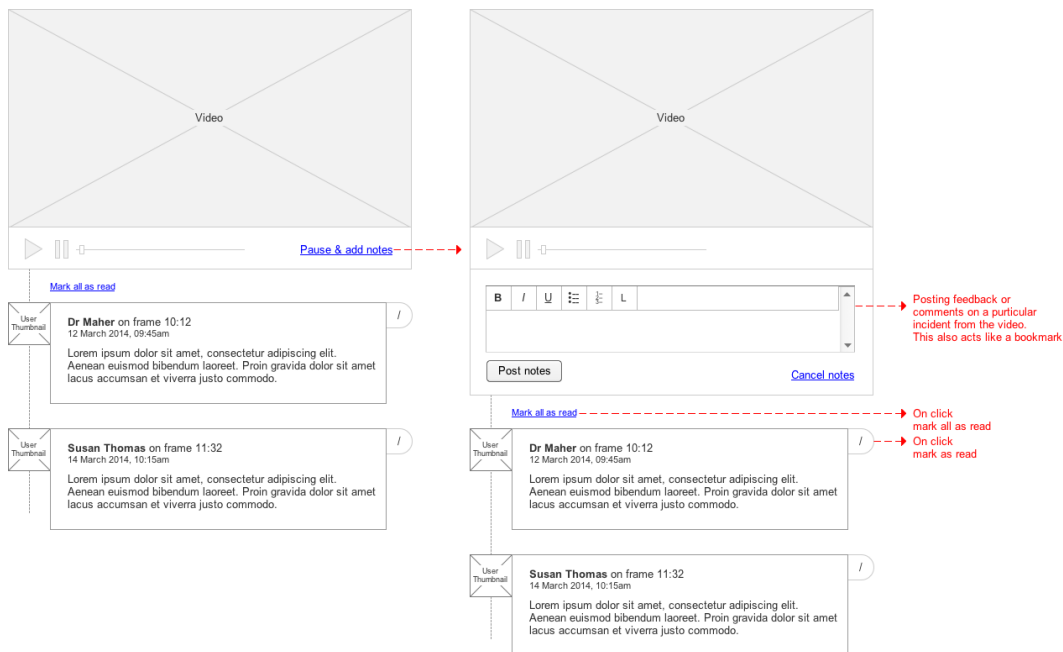 Video
Pause & add notes
Mark all as read
User
Thumbnail
Dr Maher on frame 10:12
12 March 2014, 09:45am
Lorem ipsum dolor sit amet, consectetur adipiscing elit.
Aenean euismod bibendum laoreet. Proin gravida dolor sit amet
lacus accumsan et viverra justo commodo.
/
User
Thumbnail
Susan Thomas on frame 11:32
14 March 2014, 10:15am
Lorem ipsum dolor sit amet, consectetur adipiscing elit.
Aenean euismod bibendum laoreet. Proin gravida dolor sit amet
lacus accumsan et viverra justo commodo.
/
Video
B I U L
Posting feedback or
comments on a purticular
incident from the video.
This also acts like a bookmark
Post notes
Cancel notes
Mark all as read
On click
mark all as read
User
Thumbnail
Dr Maher on frame 10:12
12 March 2014, 09:45am
Lorem ipsum dolor sit amet, consectetur adipiscing elit.
Aenean euismod bibendum laoreet. Proin gravida dolor sit amet
lacus accumsan et viverra justo commodo.
/
On click
mark as read
User
Thumbnail
Susan Thomas on frame 11:32
14 March 2014, 10:15am
Lorem ipsum dolor sit amet, consectetur adipiscing elit.
Aenean euismod bibendum laoreet. Proin gravida dolor sit amet
lacus accumsan et viverra justo commodo.
/